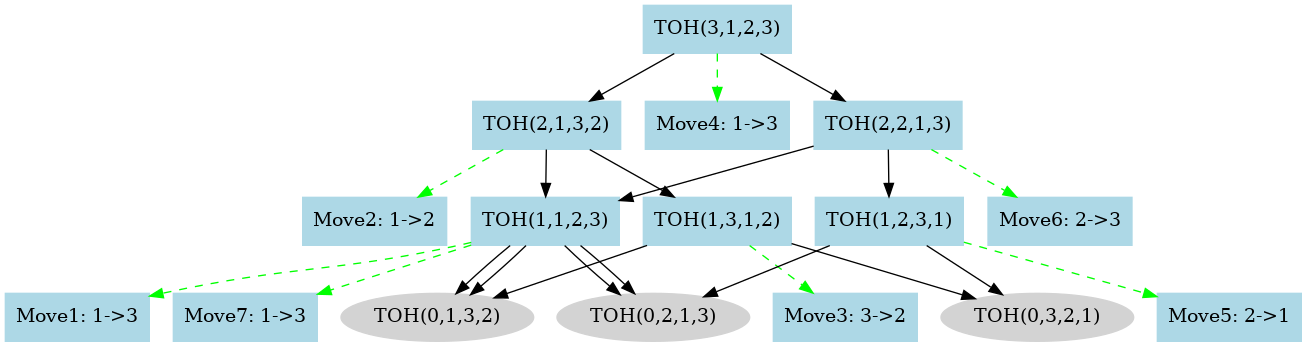 TOH(3,1,2,3)
TOH(2,1,3,2)
Move4: 1->3
TOH(2,2,1,3)
Move2: 1->2
TOH(1,1,2,3)
TOH(1,3,1,2)
TOH(1,2,3,1)
Move6: 2->3
Move1: 1->3
Move7: 1->3
TOH(0,1,3,2)
TOH(0,2,1,3)
Move3: 3->2
TOH(0,3,2,1)
Move5: 2->1